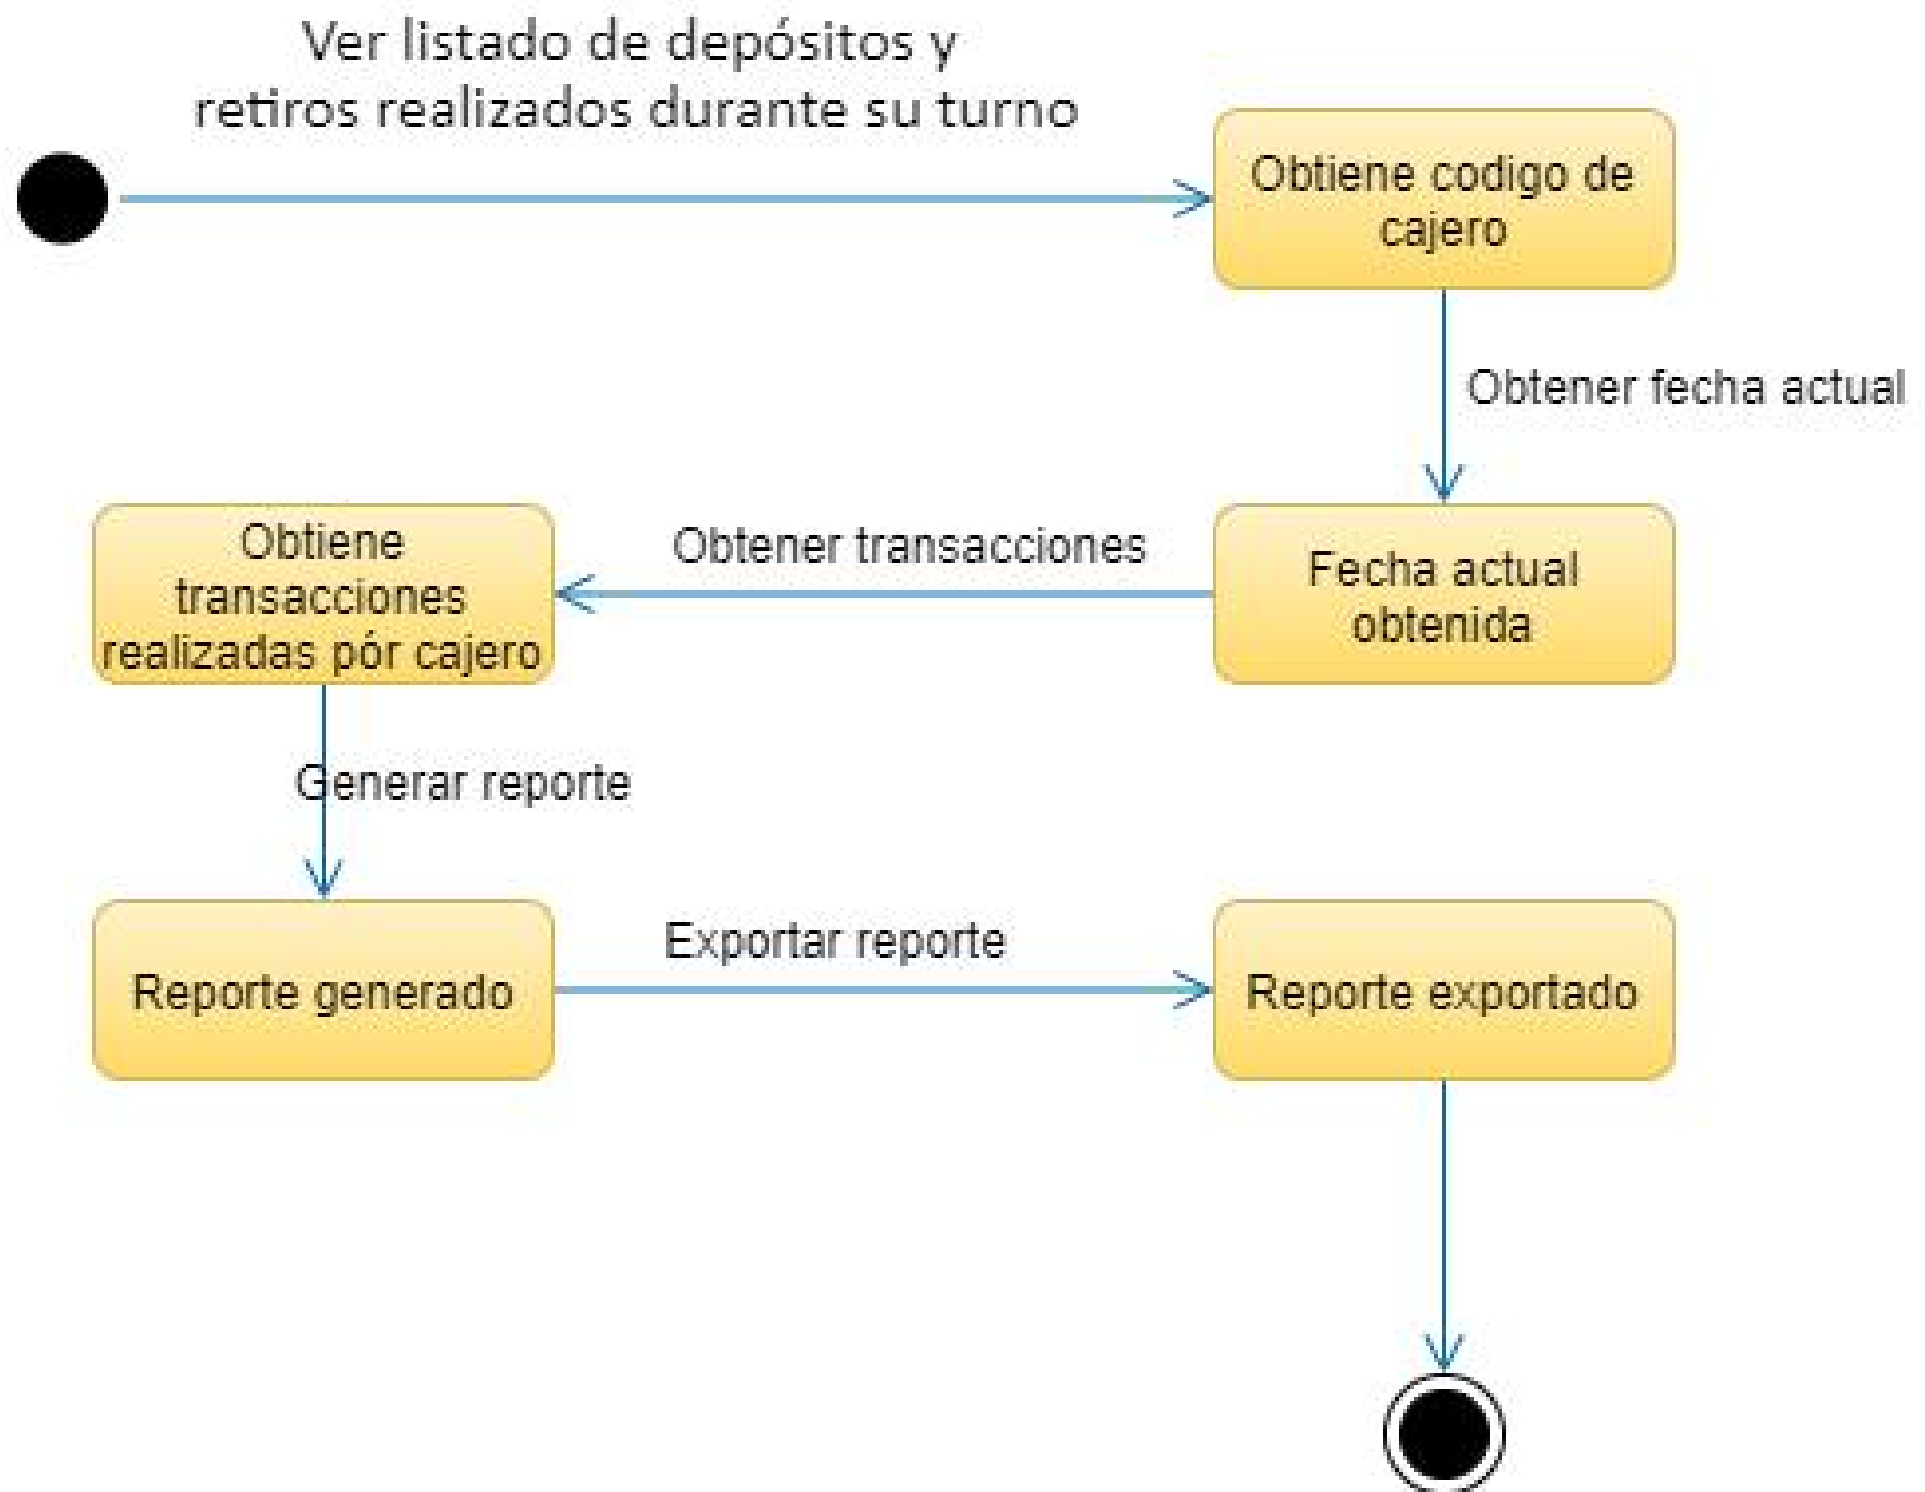 Ver listado de depósitos y
retiros realizados durante su turno
Obtiene codigo de
cajero
Obtener fecha actual
Fecha actual
obtenida
Obtener transacciones
Obtiene
transacciones
realizadas pór cajero
Generar reporte
Reporte generado
Exportar reporte
Reporte exportado